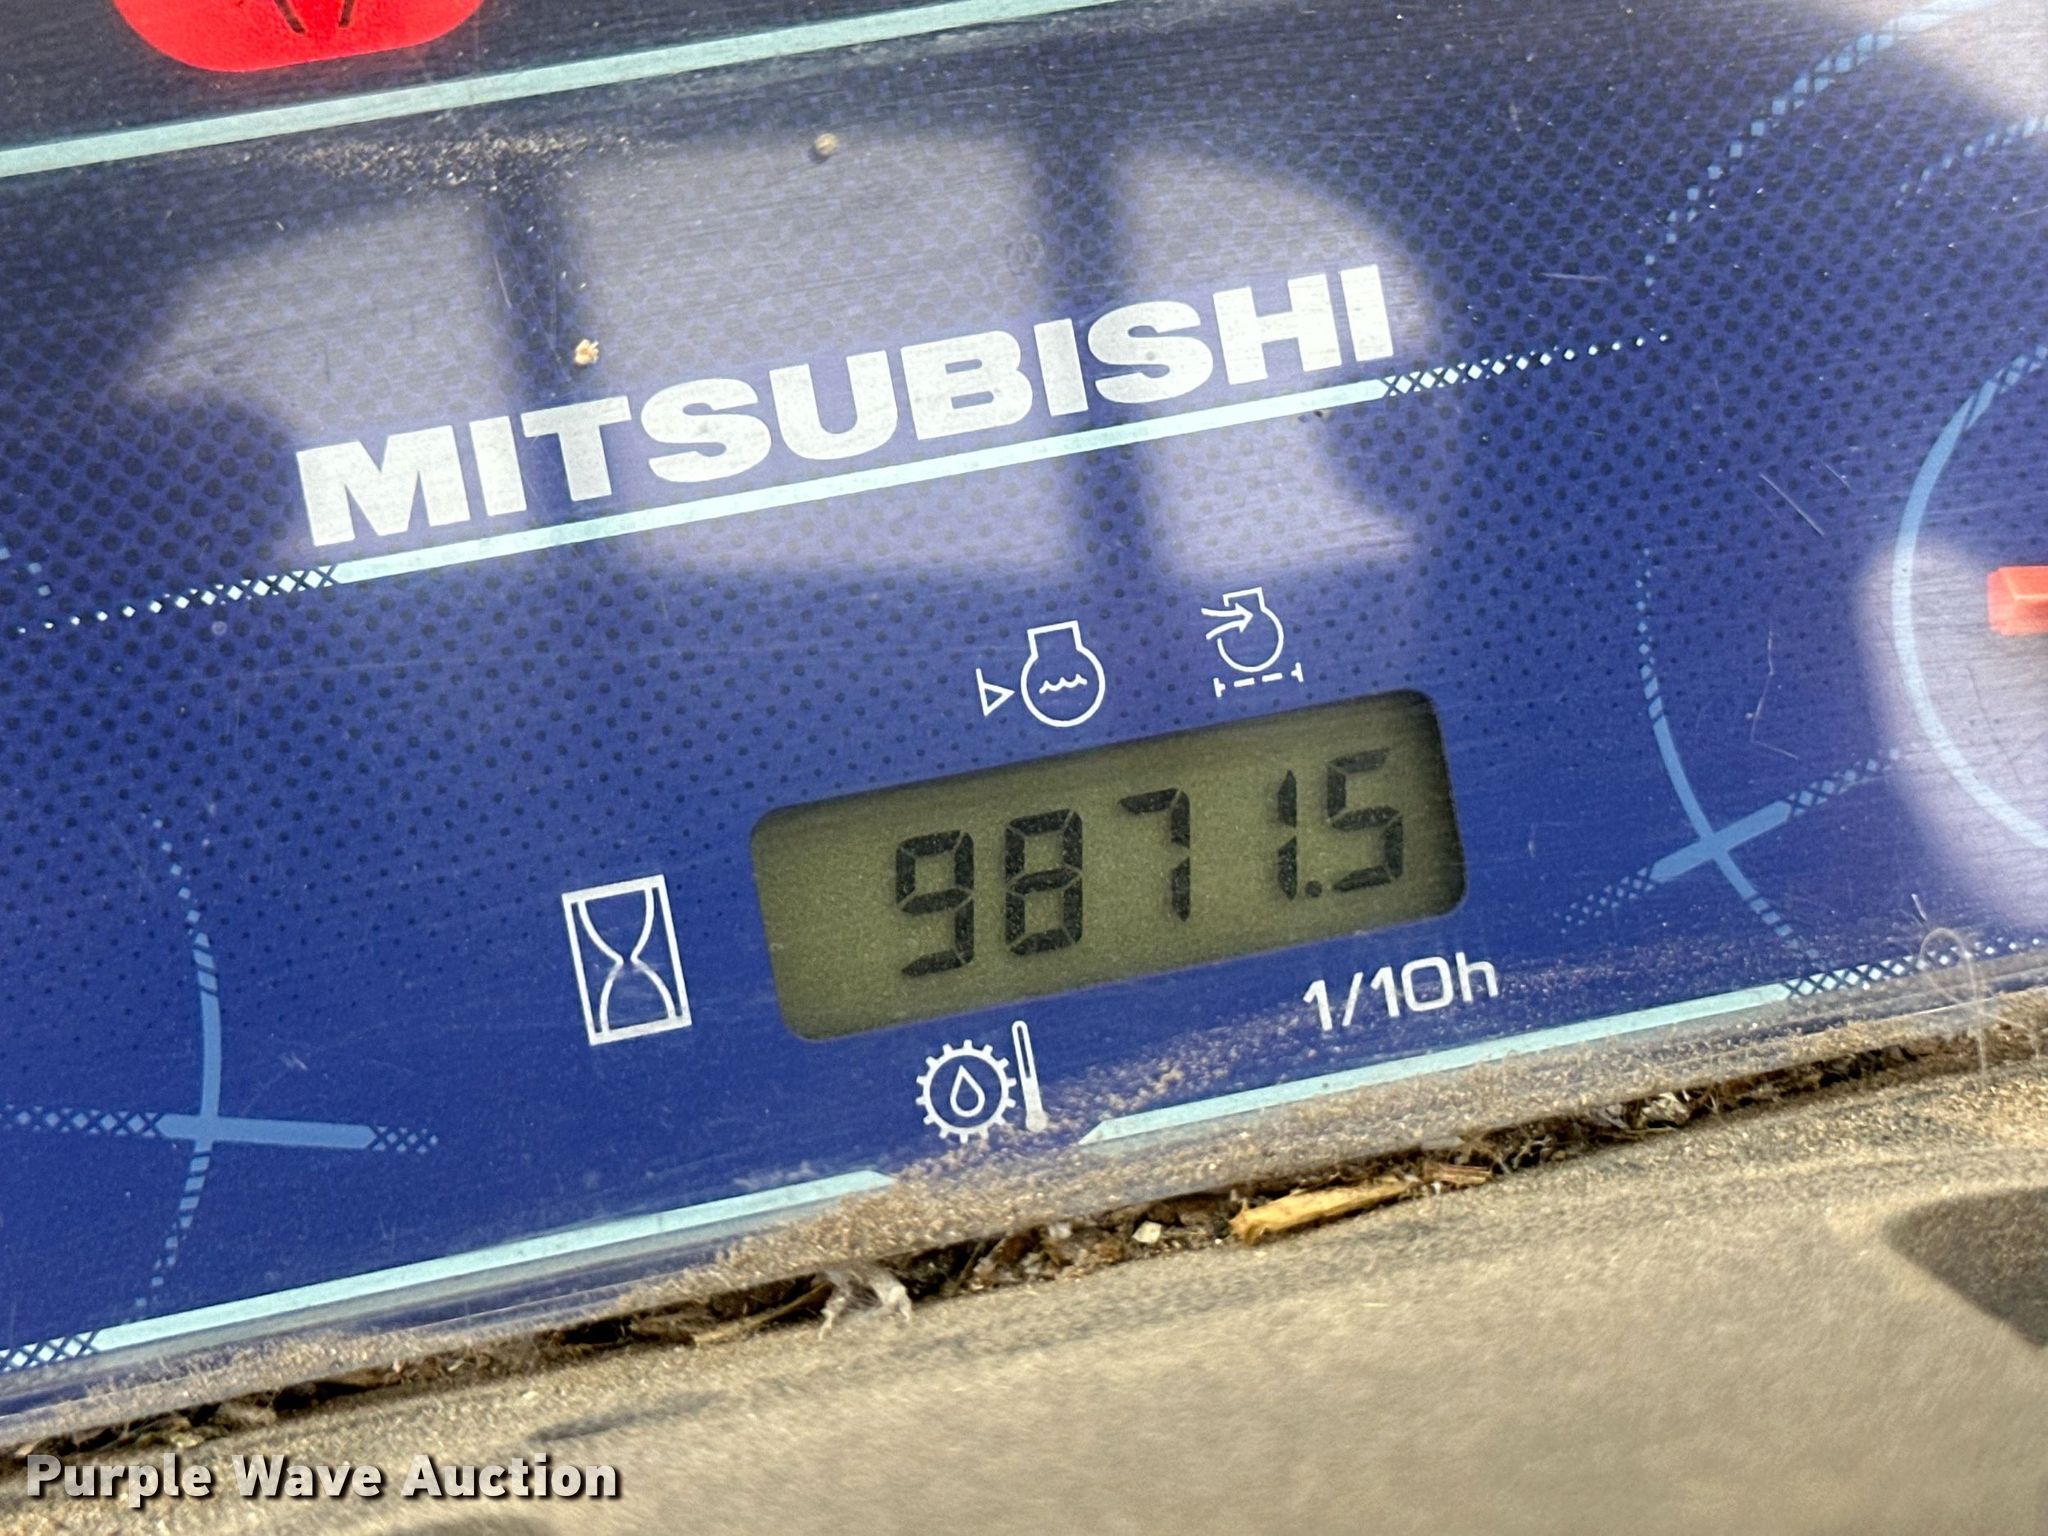 MITSUBISHI
9871.5
1/10h
Purple Wave Auction